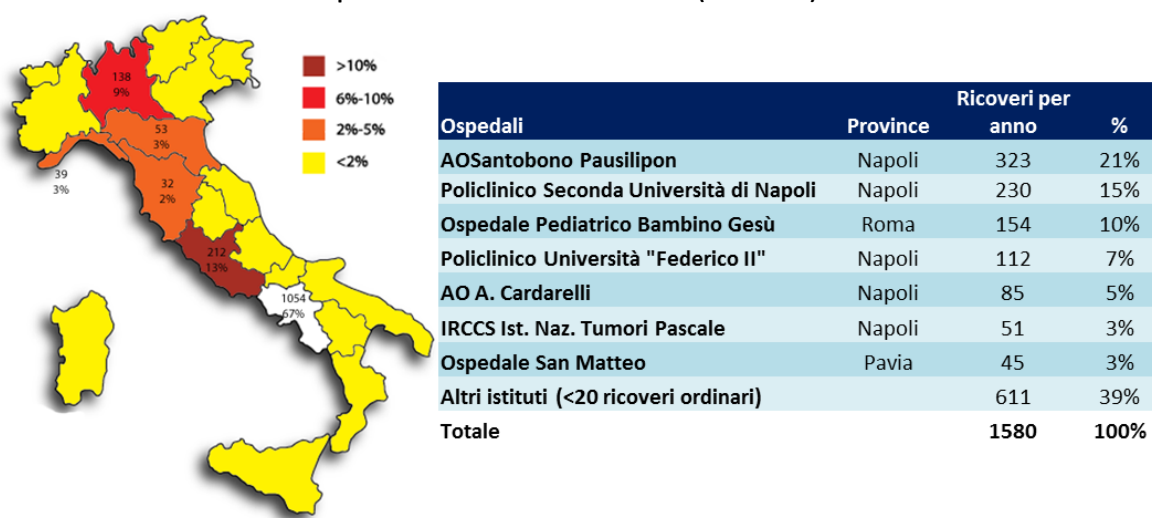 138
9%
53
3%
39
3%
32
2%
212
13%
1054
67%
>10%
6%-10%
2%-5%
<2%
Ospedali Province Ricoveri per anno %
AOSantobono Pausilipon Napoli 323 21%
Policlinico Seconda Università di Napoli Napoli 230 15%
Ospedale Pediatrico Bambino Gesù Roma 154 10%
Policlinico Università "Federico II" Napoli 112 7%
AO A. Cardarelli Napoli 85 5%
IRCCS Ist. Naz. Tumori Pascale Napoli 51 3%
Ospedale San Matteo Pavia 45 3%
Altri istituti (<20 ricoveri ordinari) 611 39%
Totale 1580 100%